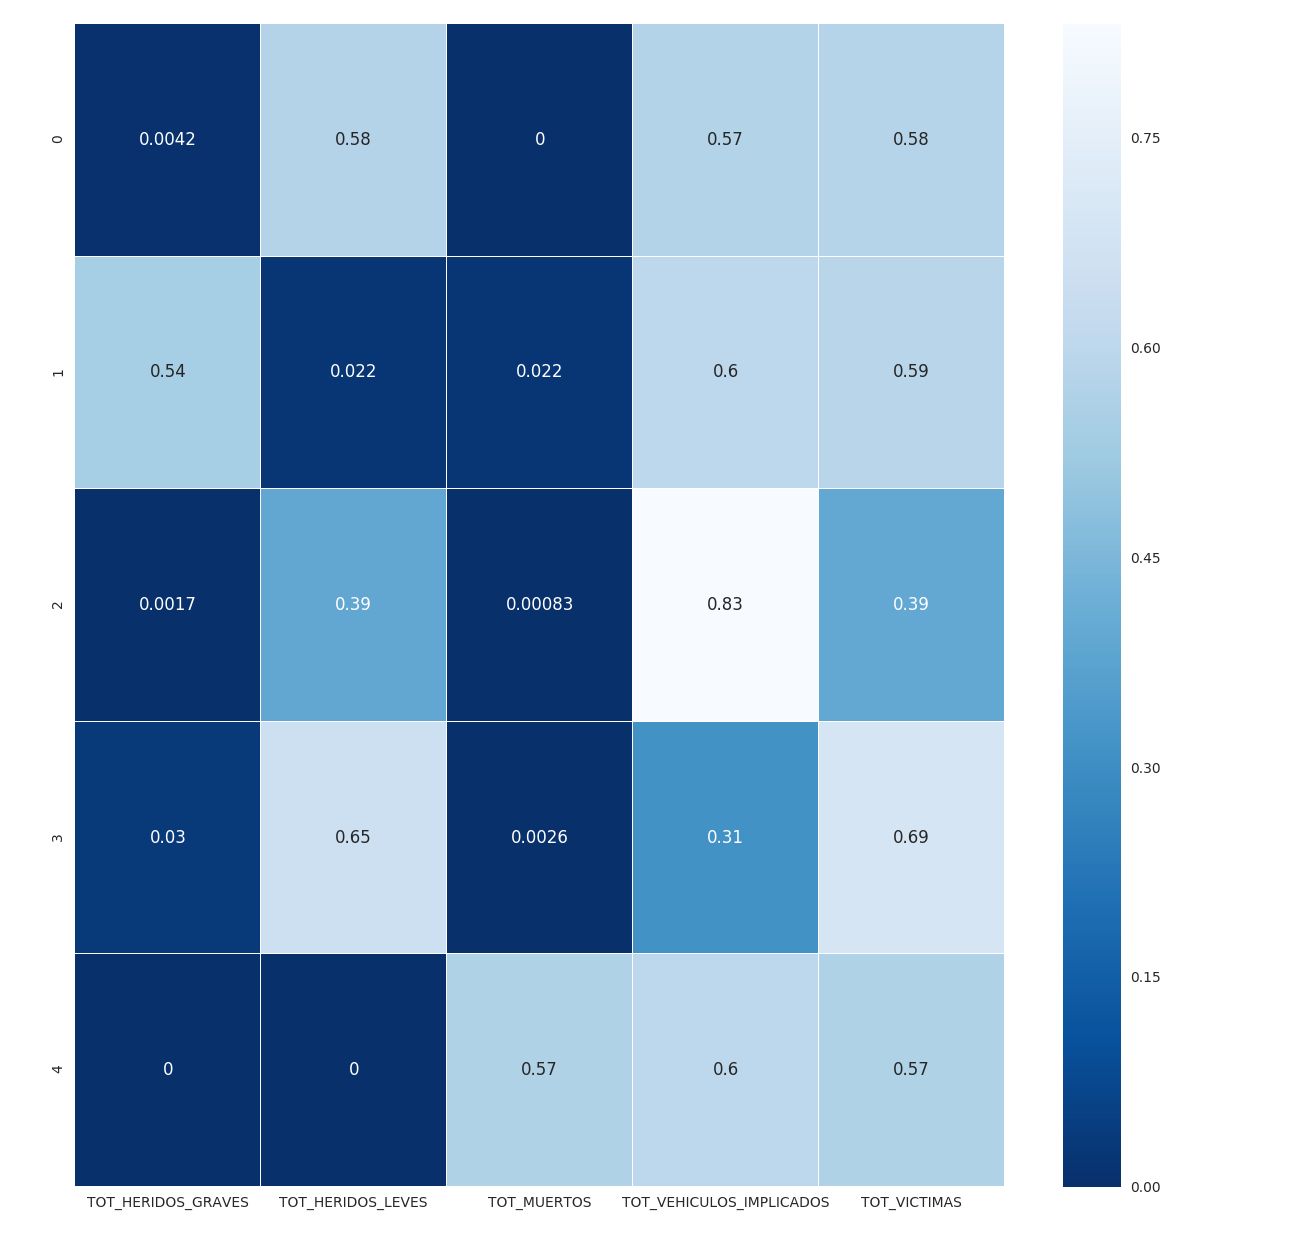 0 0.0042 0.58 0 0.57 0.58
1 0.54 0.022 0.022 0.6 0.59
2 0.0017 0.39 0.00083 0.83 0.39
3 0.03 0.65 0.0026 0.31 0.69
4 0 0 0.57 0.6 0.57
TOT_HERIDOS_GRAVES TOT_HERIDOS_LEVES TOT_MUERTOS TOT_VEHICULOS_IMPLICADOS TOT_VICTIMAS
0.75
0.60
0.45
0.30
0.15
0.00